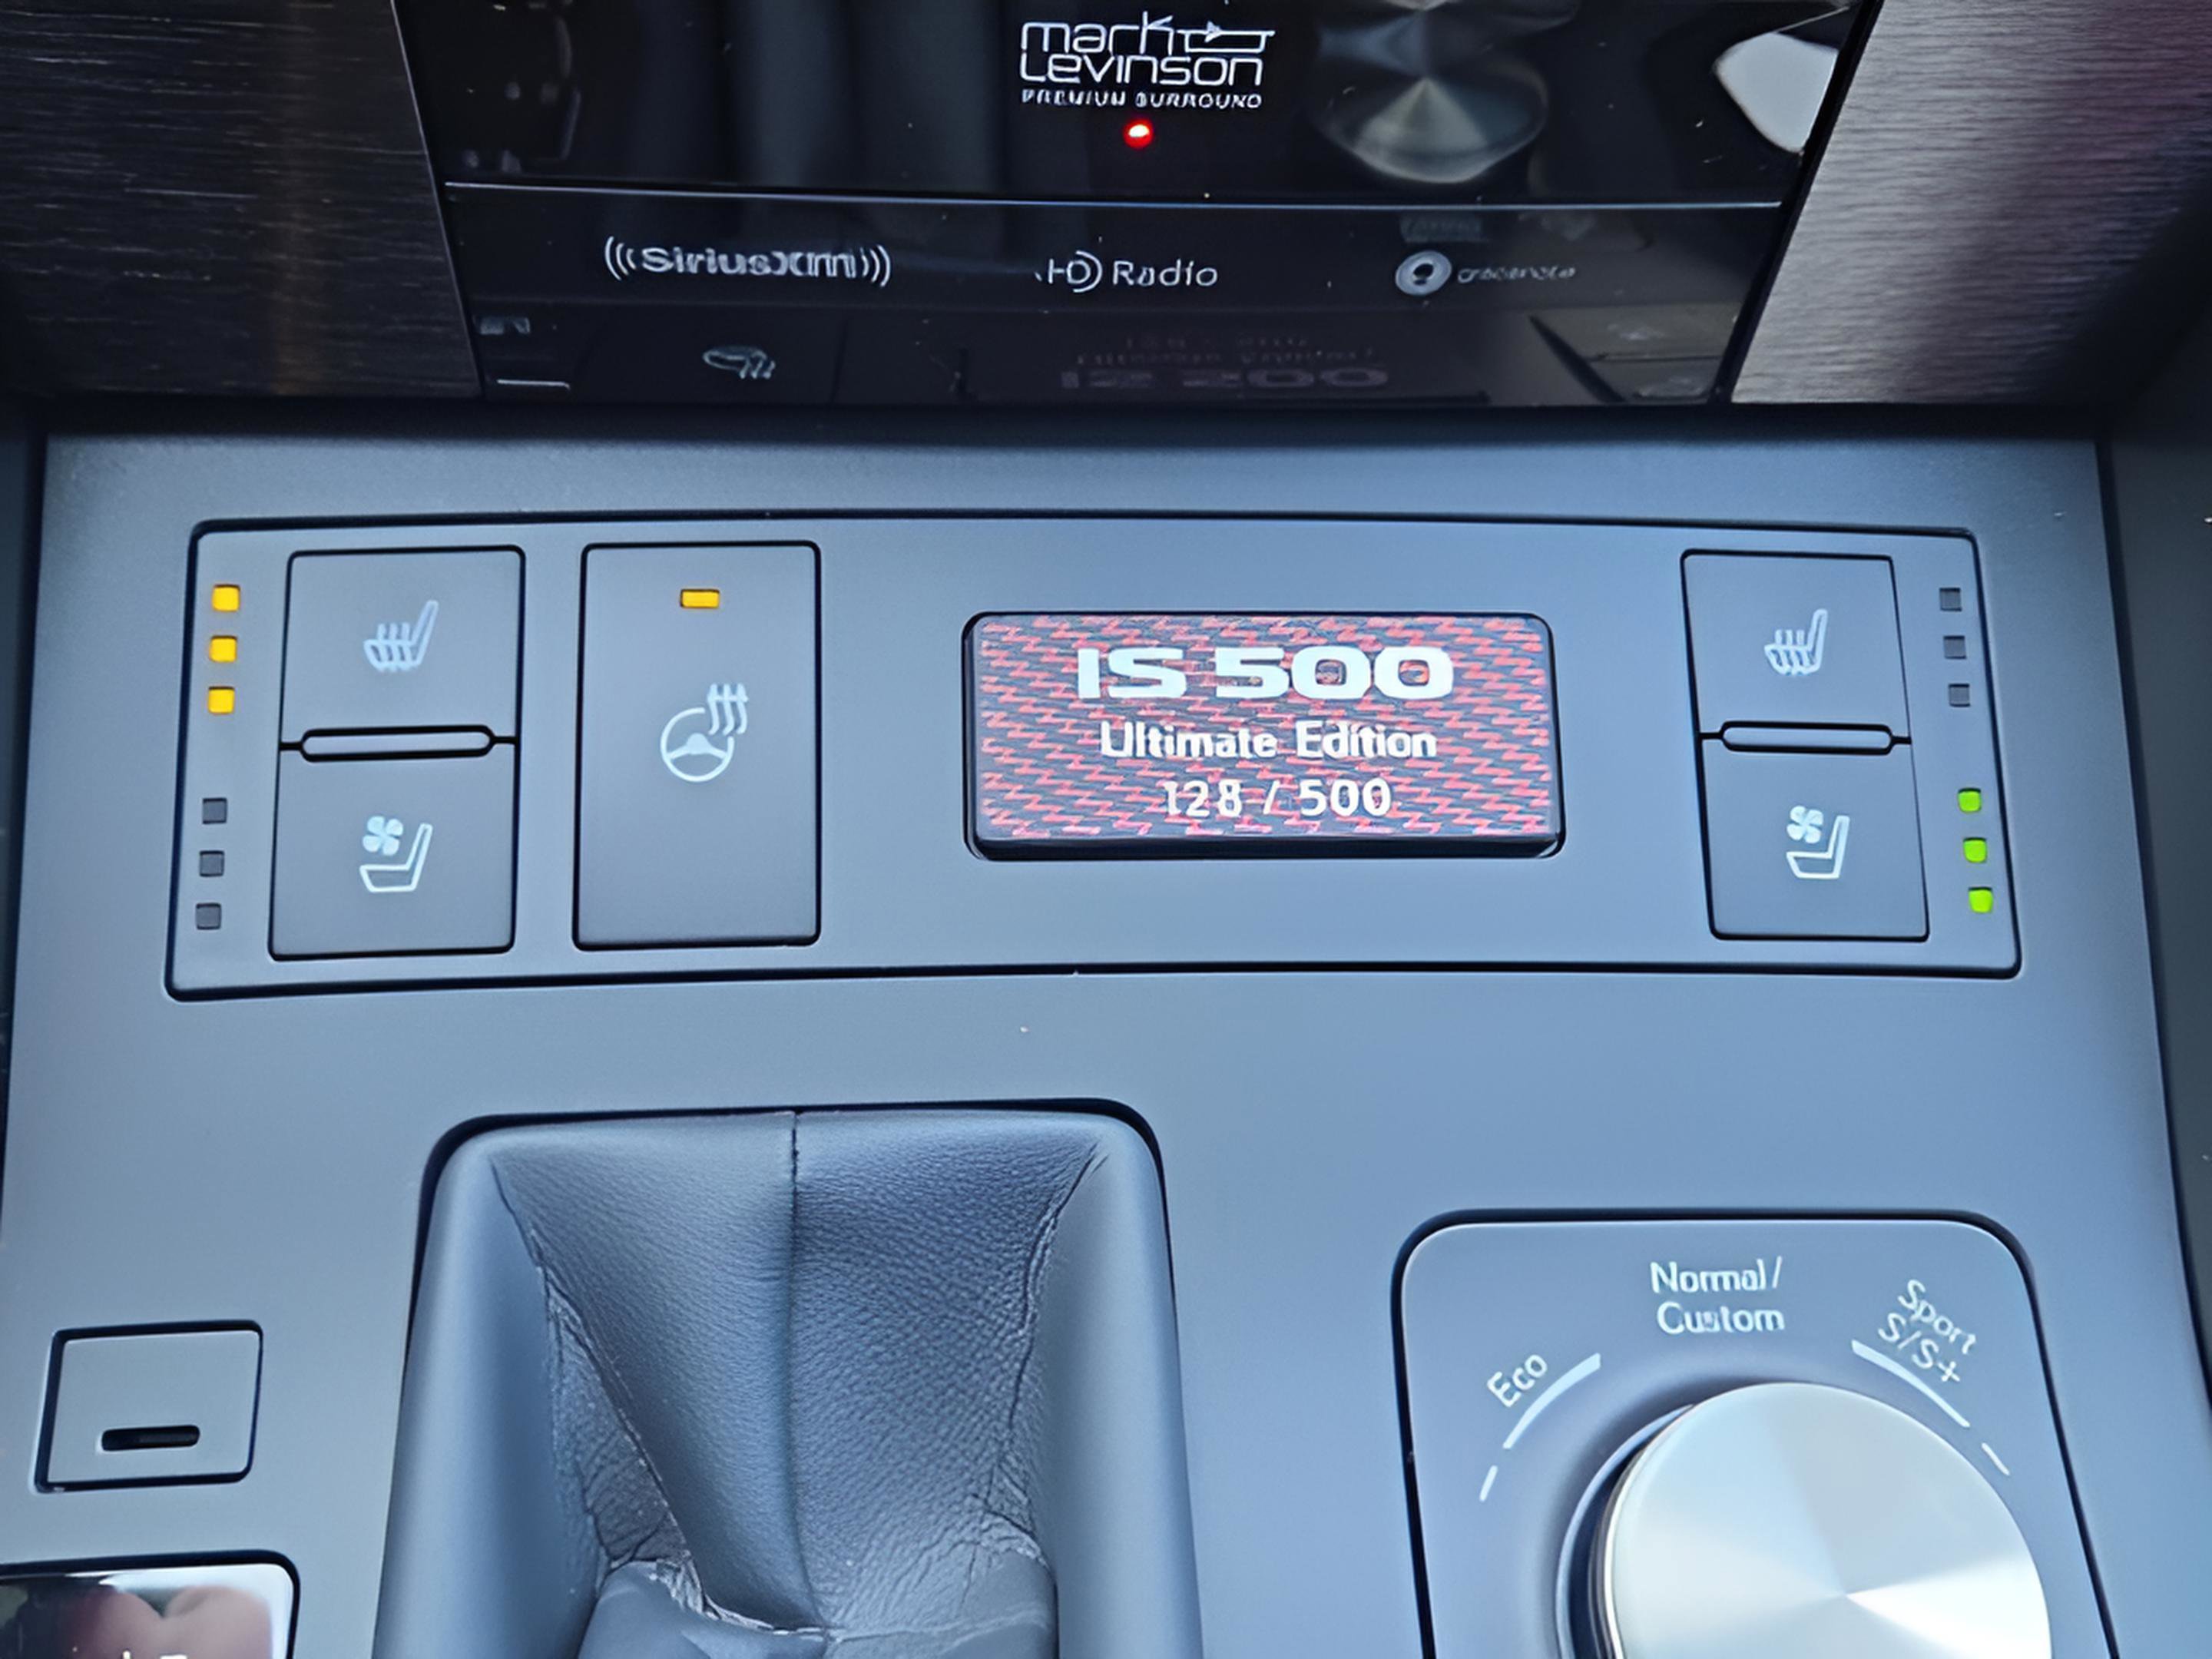 mark
Levinson
PREMIUM SURROUND
((SiriusXM))
HD Radio
IS 500
Ultimate Edition
128 / 500
Normal/
Custom
Eco
Sport
S/S+